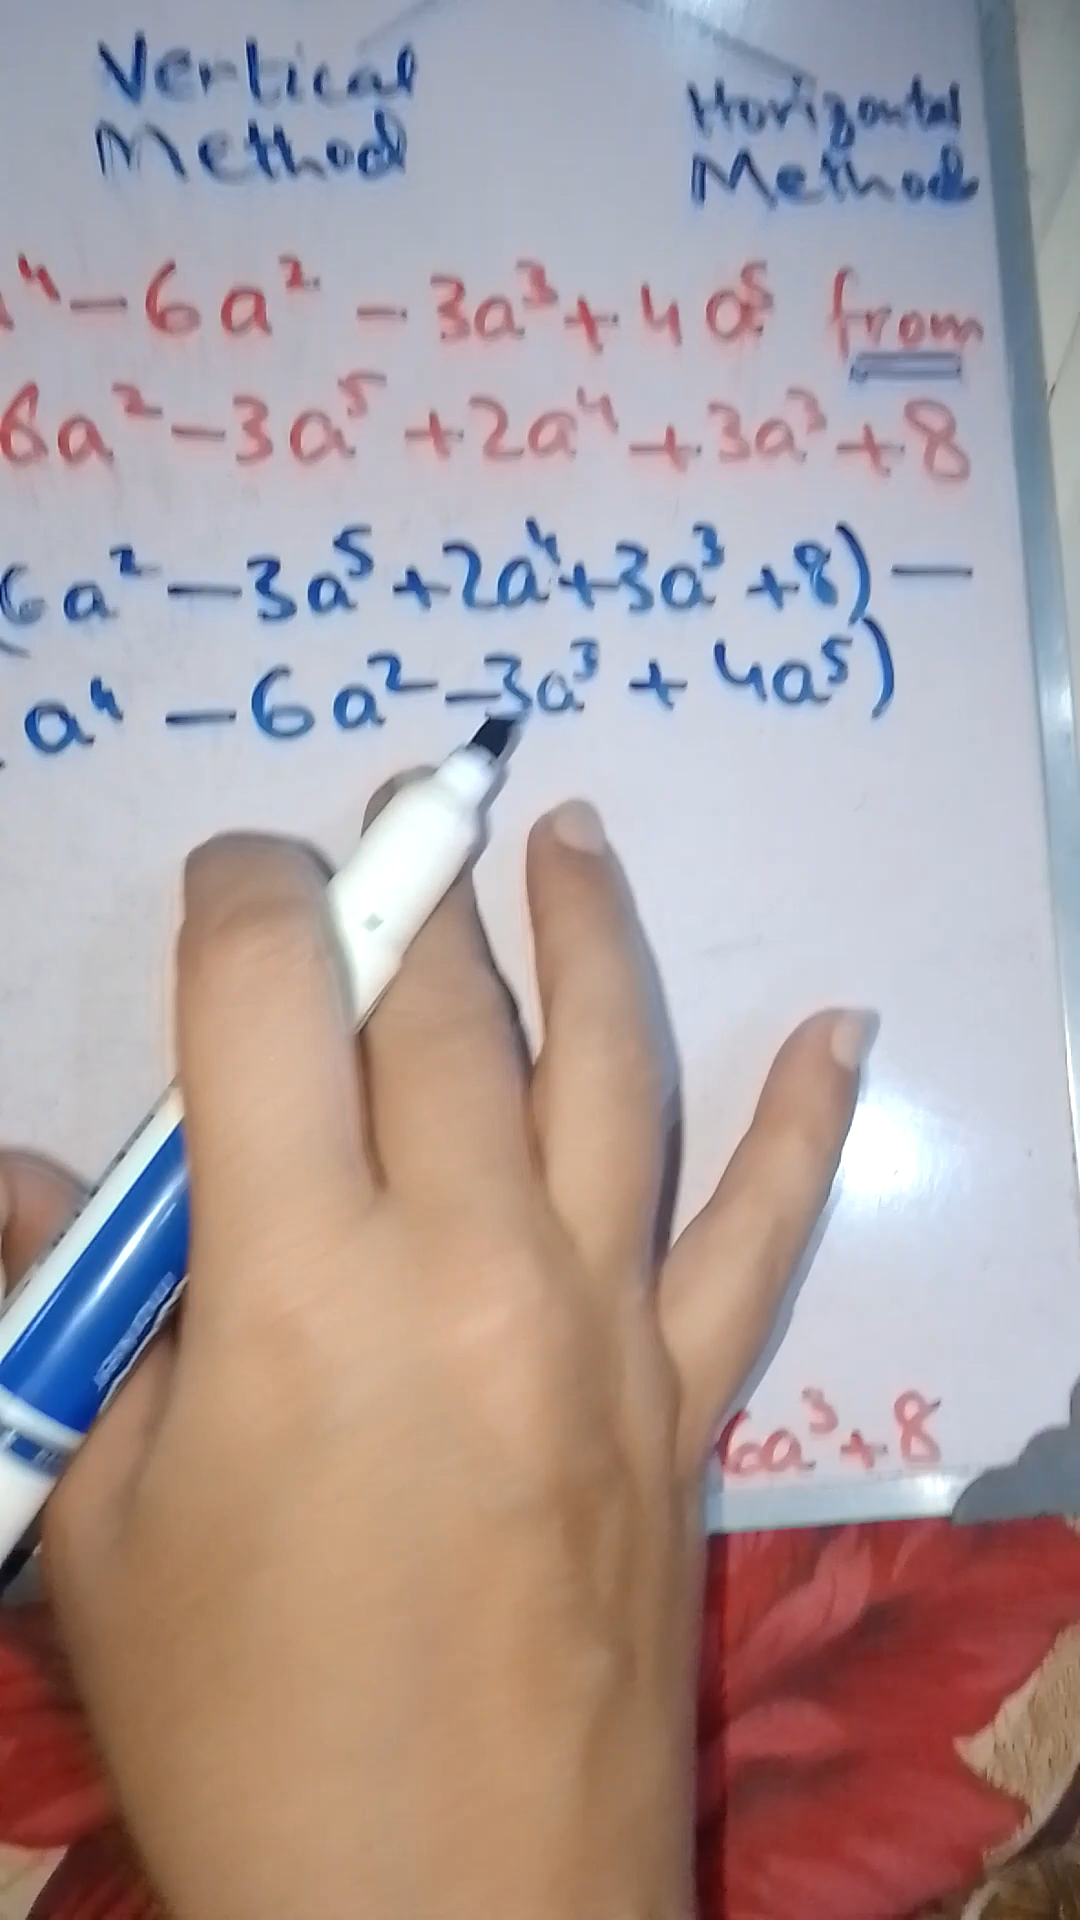 Vertical Method
Horizontal Method
⁴ - 6a² - 3a³ + 4a⁵ from
6a² - 3a⁵ + 2a⁴ + 3a³ + 8
(6a² - 3a⁵ + 2a⁴ + 3a³ + 8) -
a⁴ - 6a² - 3a³ + 4a⁵)
6a³ + 8